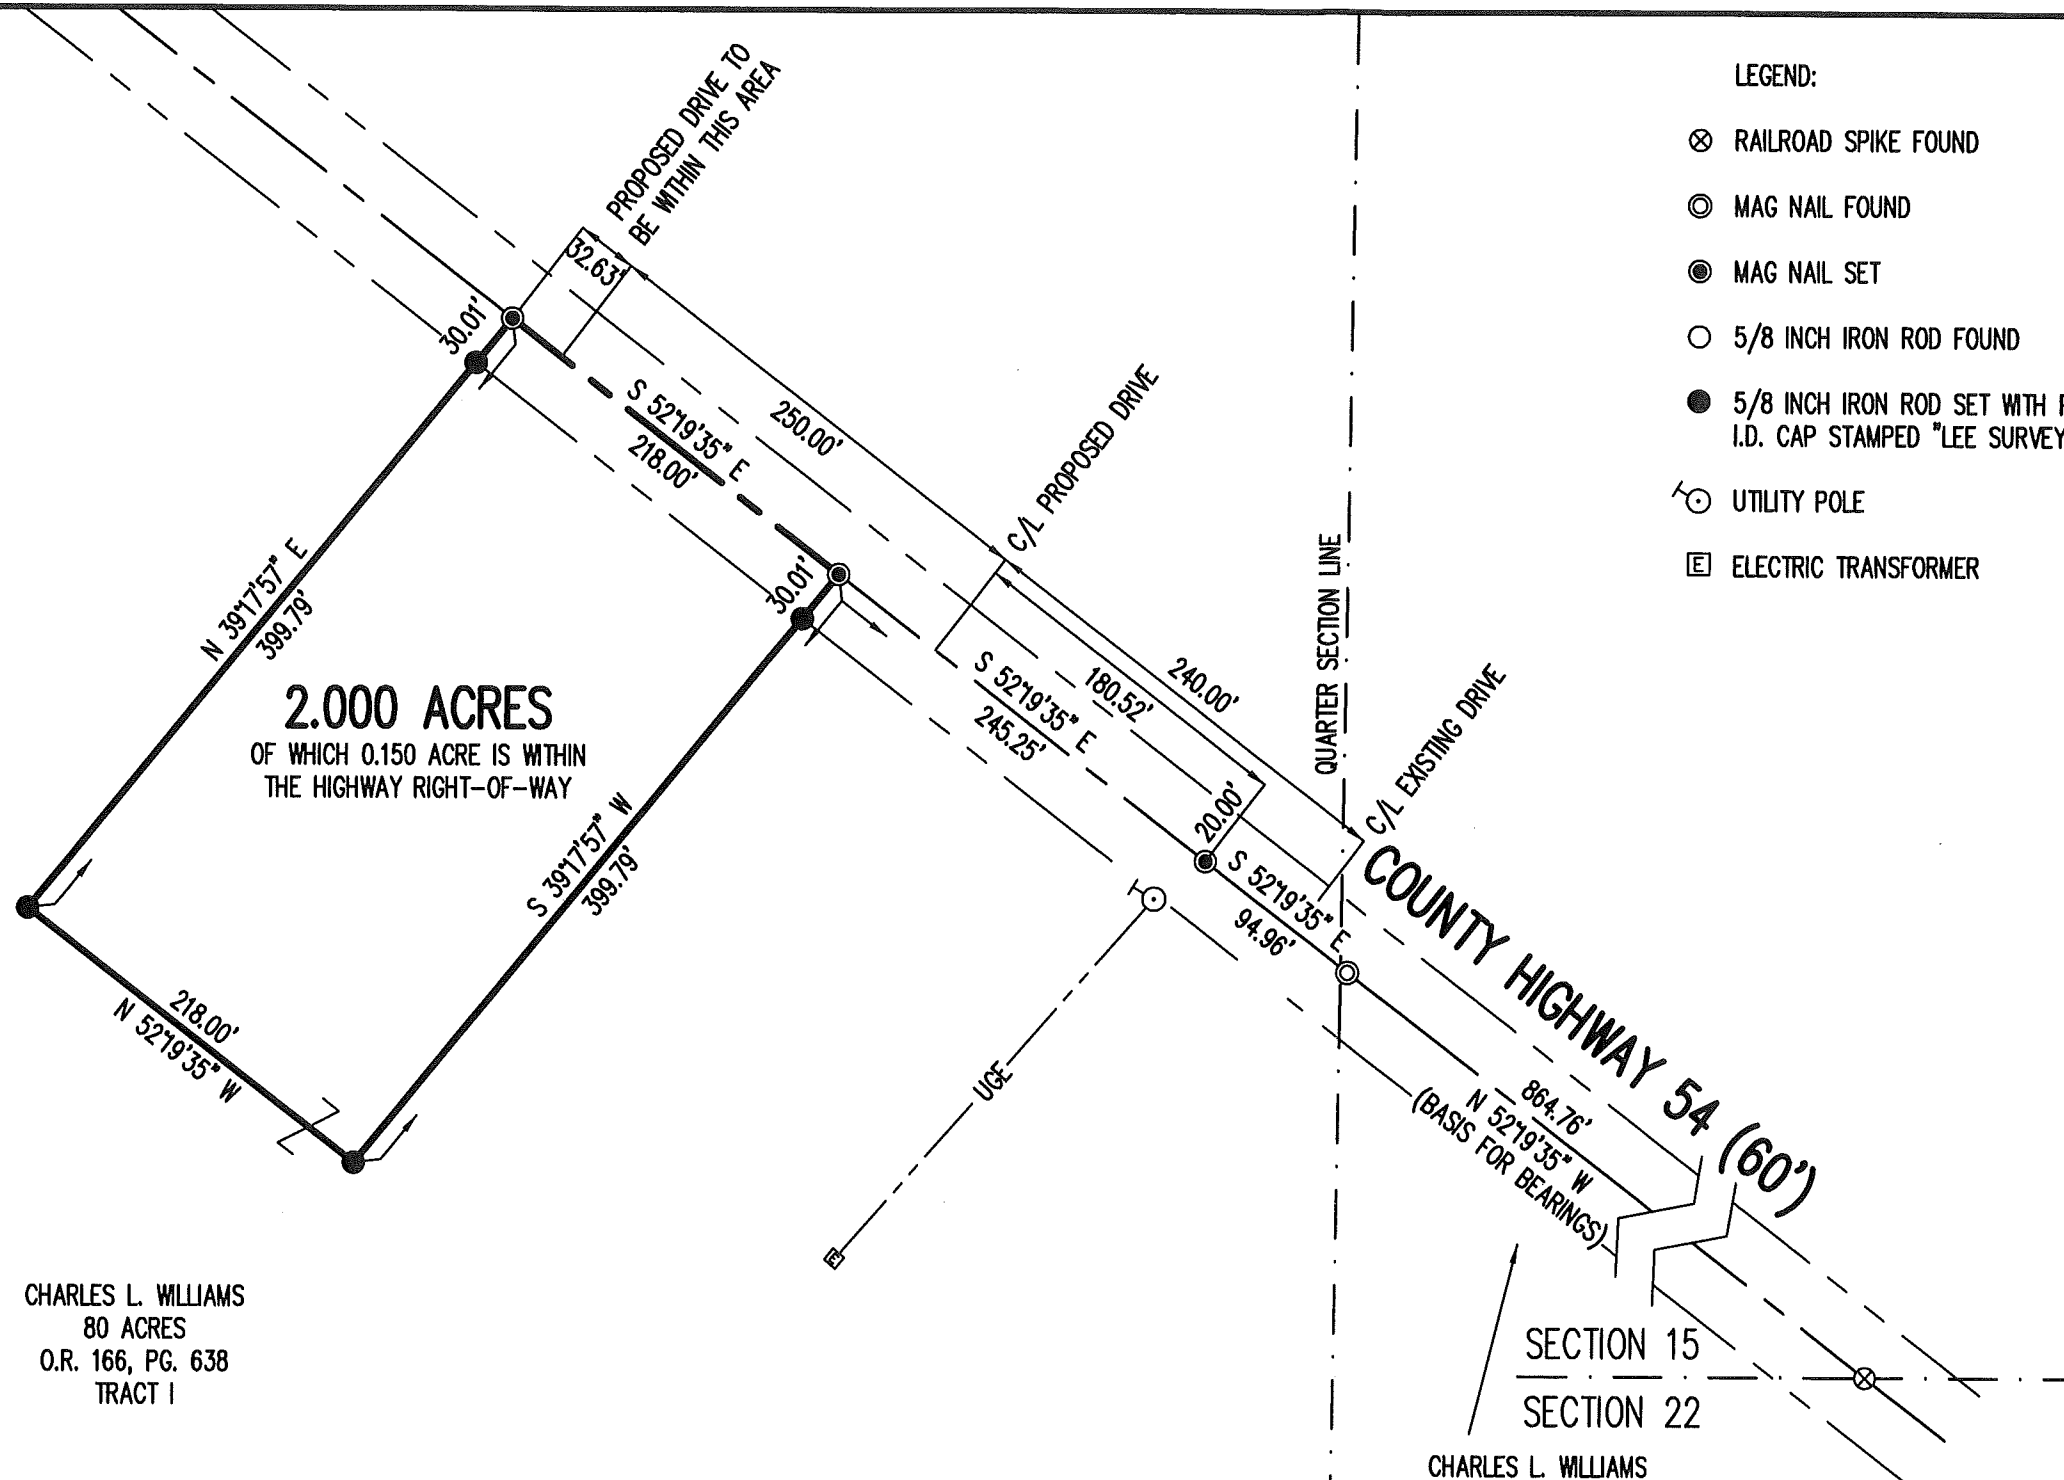 PROPOSED DRIVE TO
BE WITHIN THIS AREA
32.63'
30.01'
S 52°19'35" E
218.00'
250.00'
C/L PROPOSED DRIVE
30.01'
N 39°17'57" E
399.79'
2.000 ACRES
OF WHICH 0.150 ACRE IS WITHIN
THE HIGHWAY RIGHT-OF-WAY
S 39°17'57" W
399.79'
218.00'
N 52°19'35" W
S 52°19'35" E
245.25'
180.52'
240.00'
20.00'
QUARTER SECTION LINE
C/L EXISTING DRIVE
S 52°19'35" E
94.96'
COUNTY HIGHWAY 54 (60')
864.76'
N 52°19'35" W
(BASIS FOR BEARINGS)
UGE
E
LEGEND:
RAILROAD SPIKE FOUND
MAG NAIL FOUND
MAG NAIL SET
5/8 INCH IRON ROD FOUND
5/8 INCH IRON ROD SET WITH
I.D. CAP STAMPED "LEE SURVEY
UTILITY POLE
E ELECTRIC TRANSFORMER
CHARLES L. WILLIAMS
80 ACRES
O.R. 166, PG. 638
TRACT I
SECTION 15
SECTION 22
CHARLES L. WILLIAMS